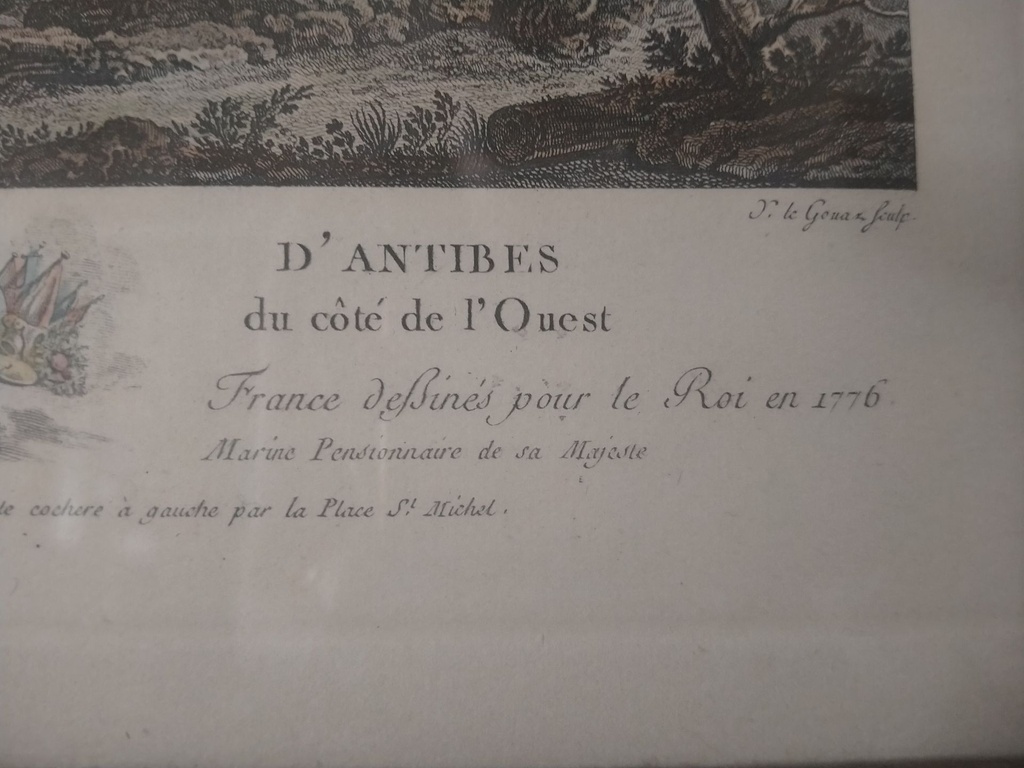 Y. le Gouaz Sculp.
D'ANTIBES
du côté de l'Ouest
France deſsinés pour le Roi en 1776
Marine Pensionnaire de sa Majeste
te cochere à gauche par la Place St. Michel.